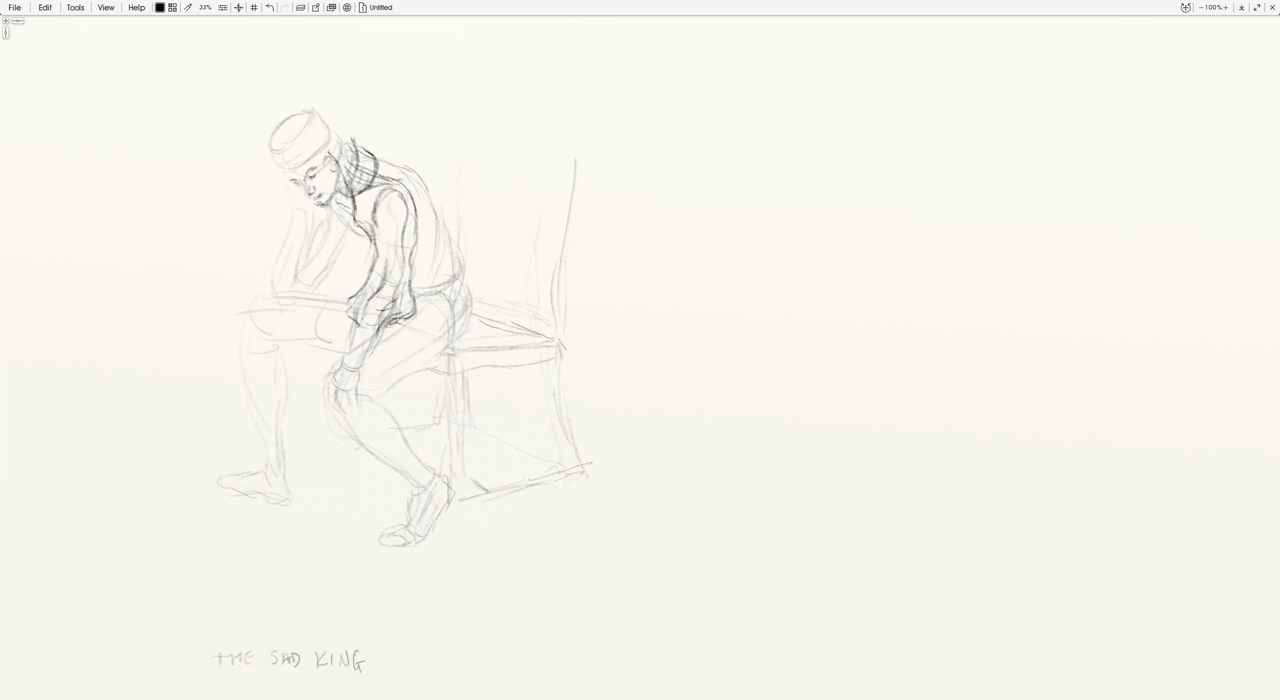 File Edit Tools View Help 33% Untitled −100%+
THE SAD KING